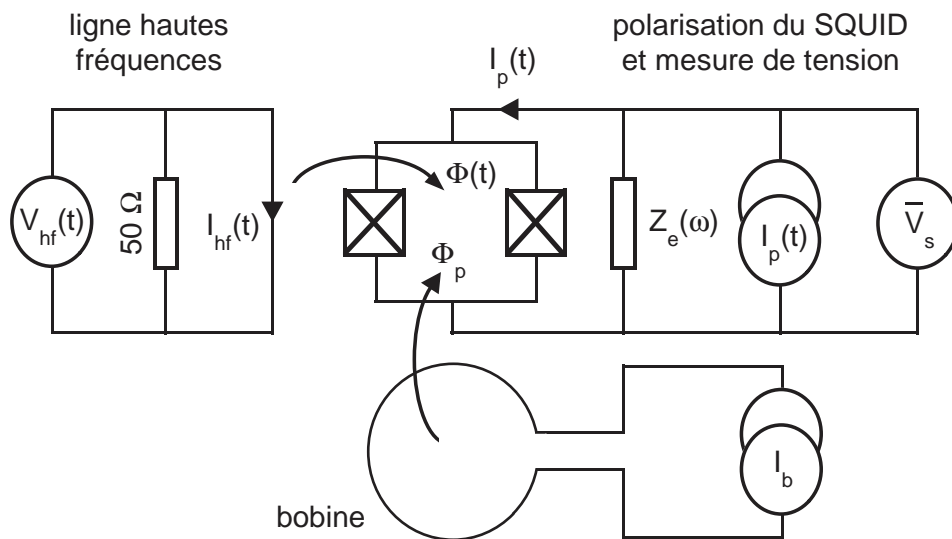 ligne hautes
fréquences
polarisation du SQUID
et mesure de tension
I_p(t)
V_hf(t)
50 Ω
I_hf(t)
Φ(t)
Φ_p
Z_e(ω)
I_p(t)
V̅_s
I_b
bobine